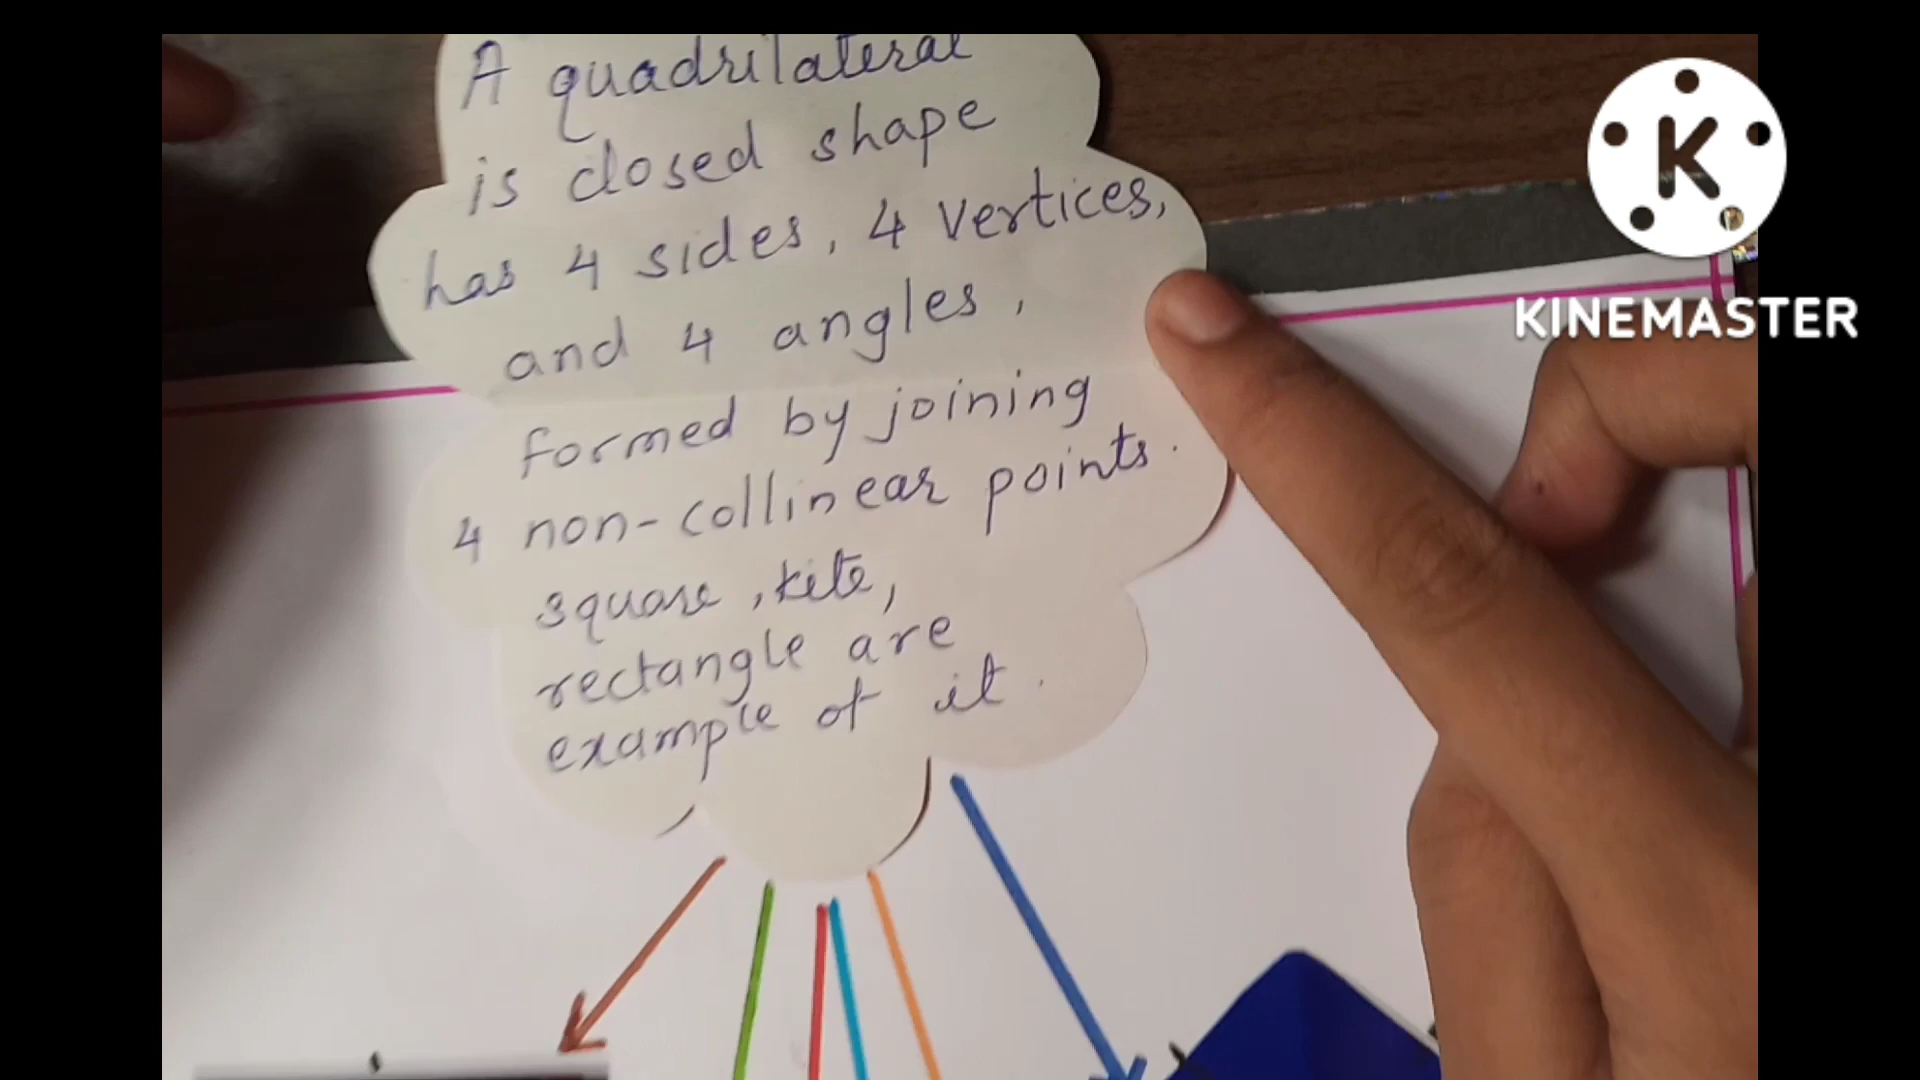 A quadrilateral
is closed shape
has 4 sides, 4 vertices,
and 4 angles,
formed by joining
4 non-collinear points.
square, kite,
rectangle are
example of it.
K
KINEMASTER